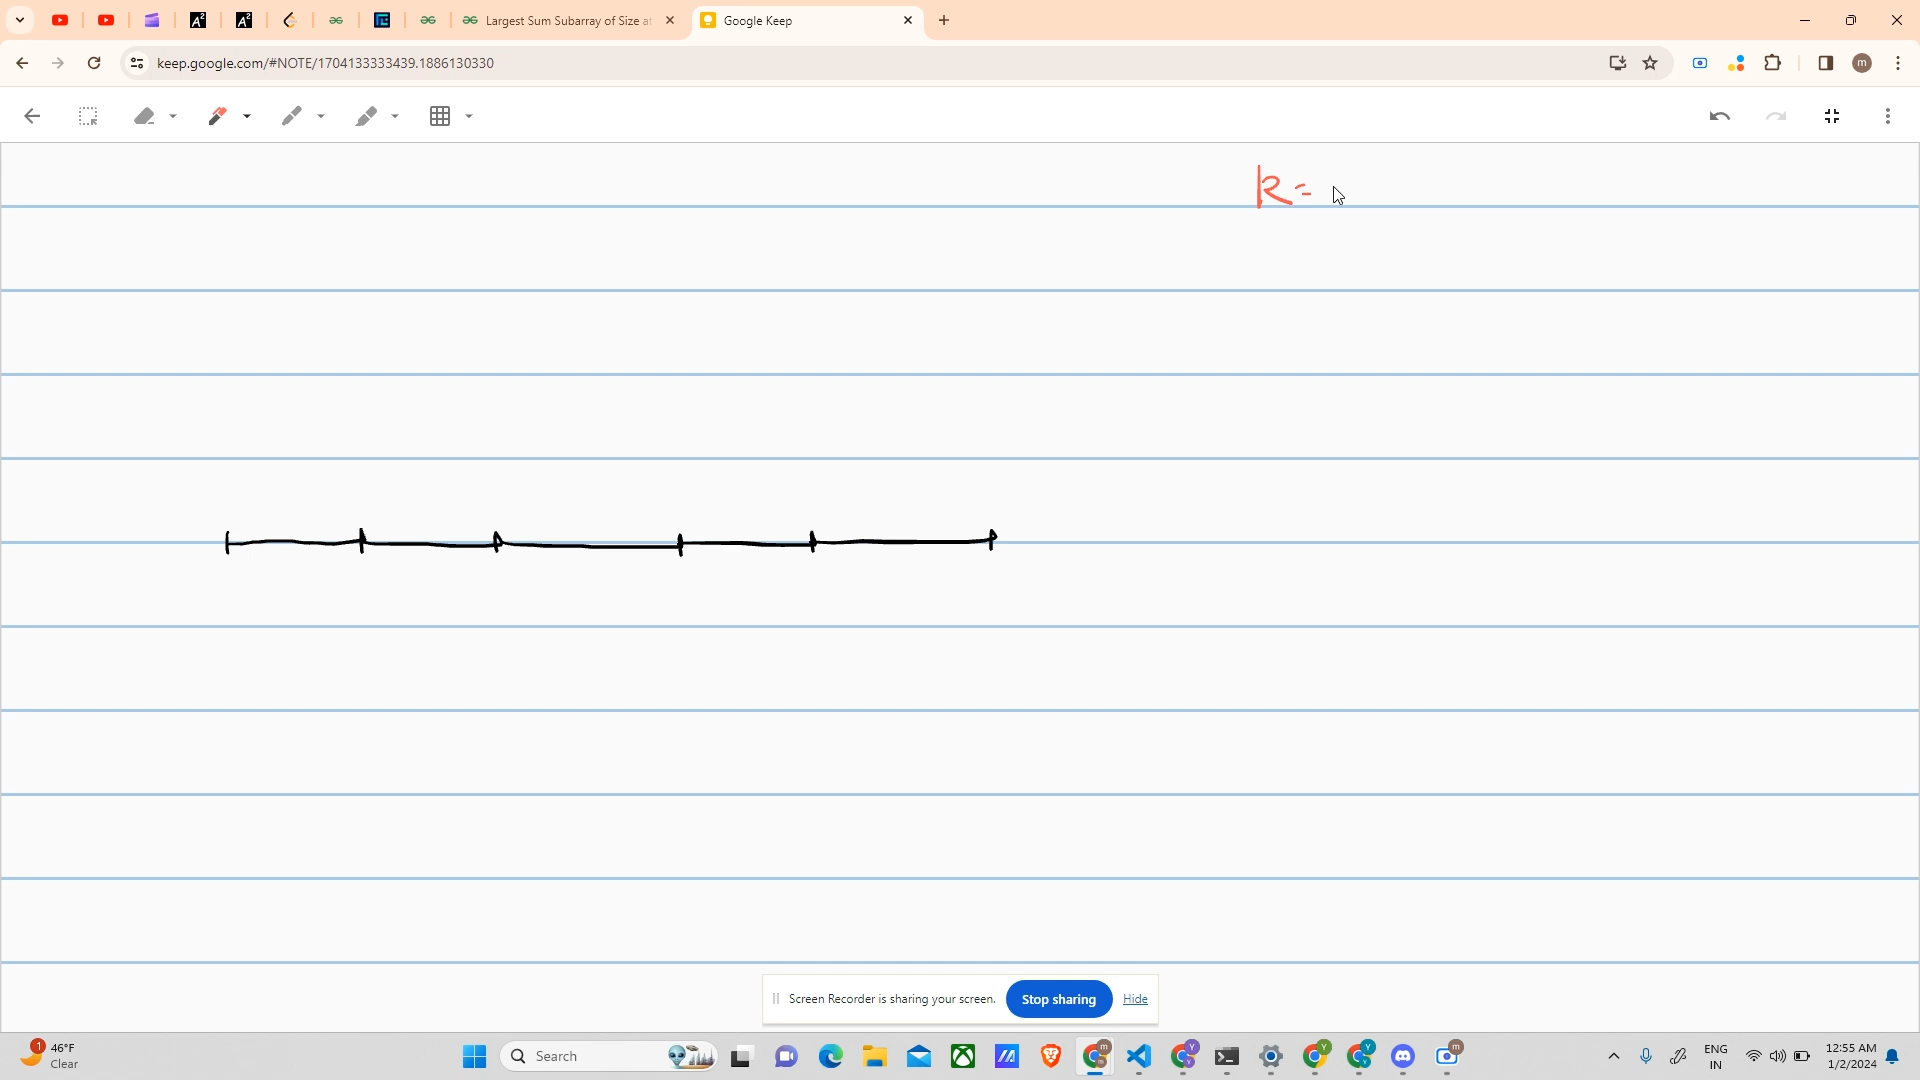 Largest Sum Subarray of Size at
Google Keep
keep.google.com/#NOTE/1704133333439.1886130330
m
k=
Screen Recorder is sharing your screen.
Stop sharing
Hide
1
46°F
Clear
Search
ENG
IN
12:55 AM
1/2/2024